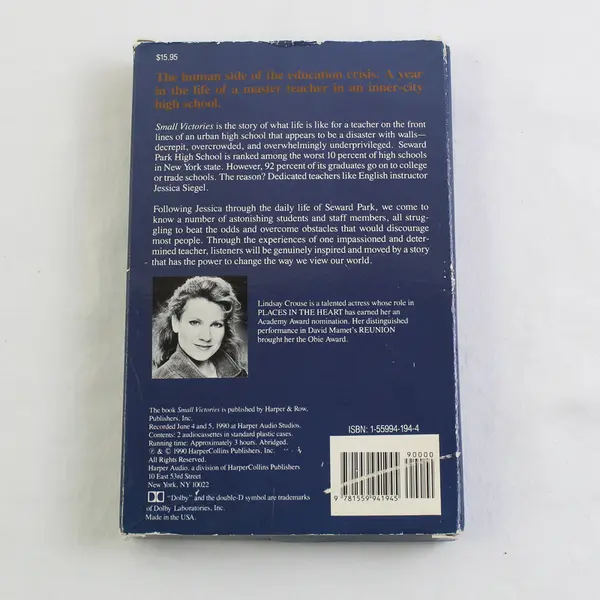 $15.95
The human side of the education crisis. A year
in the life of a master teacher in an inner-city
high school.
Small Victories is the story of what life is like for a teacher on the front
lines of an urban high school that appears to be a disaster with walls—
decrepit, overcrowded, and overwhelmingly underprivileged. Seward
Park High School is ranked among the worst 10 percent of high schools
in New York state. However, 92 percent of its graduates go on to college
or trade schools. The reason? Dedicated teachers like English instructor
Jessica Siegel.
Following Jessica through the daily life of Seward Park, we come to
know a number of astonishing students and staff members, all strug-
gling to beat the odds and overcome obstacles that would discourage
most people. Through the experiences of one impassioned and deter-
mined teacher, listeners will be genuinely inspired and moved by a story
that has the power to change the way we view our world.
Lindsay Crouse is a talented actress whose role in
PLACES IN THE HEART has earned her an
Academy Award nomination. Her distinguished
performance in David Mamet's REUNION
brought her the Obie Award.
The book Small Victories is published by Harper & Row,
Publishers, Inc.
Recorded June 4 and 5, 1990 at Harper Audio Studios.
Contents: 2 audiocassettes in standard plastic cases.
Running time: Approximately 3 hours. Abridged.
℗ & © 1990 HarperCollins Publishers, Inc.
All Rights Reserved.
Harper Audio, a division of HarperCollins Publishers
10 East 53rd Street
New York, NY 10022
"Dolby" and the double-D symbol are trademarks
of Dolby Laboratories, Inc.
Made in the USA.
ISBN: 1-55994-194-4
90000
9 781559 941945